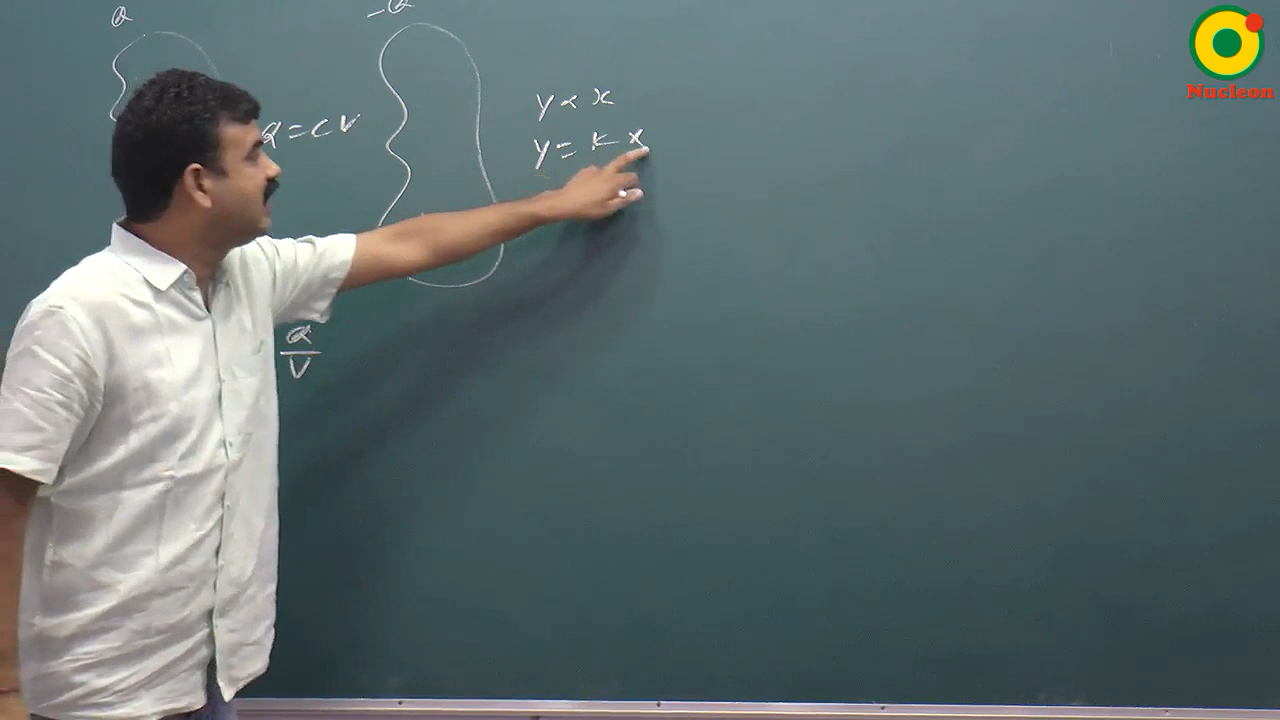 Q
-Q
Q = CV
y ∝ x
y = K x
Q
V
Nucleon